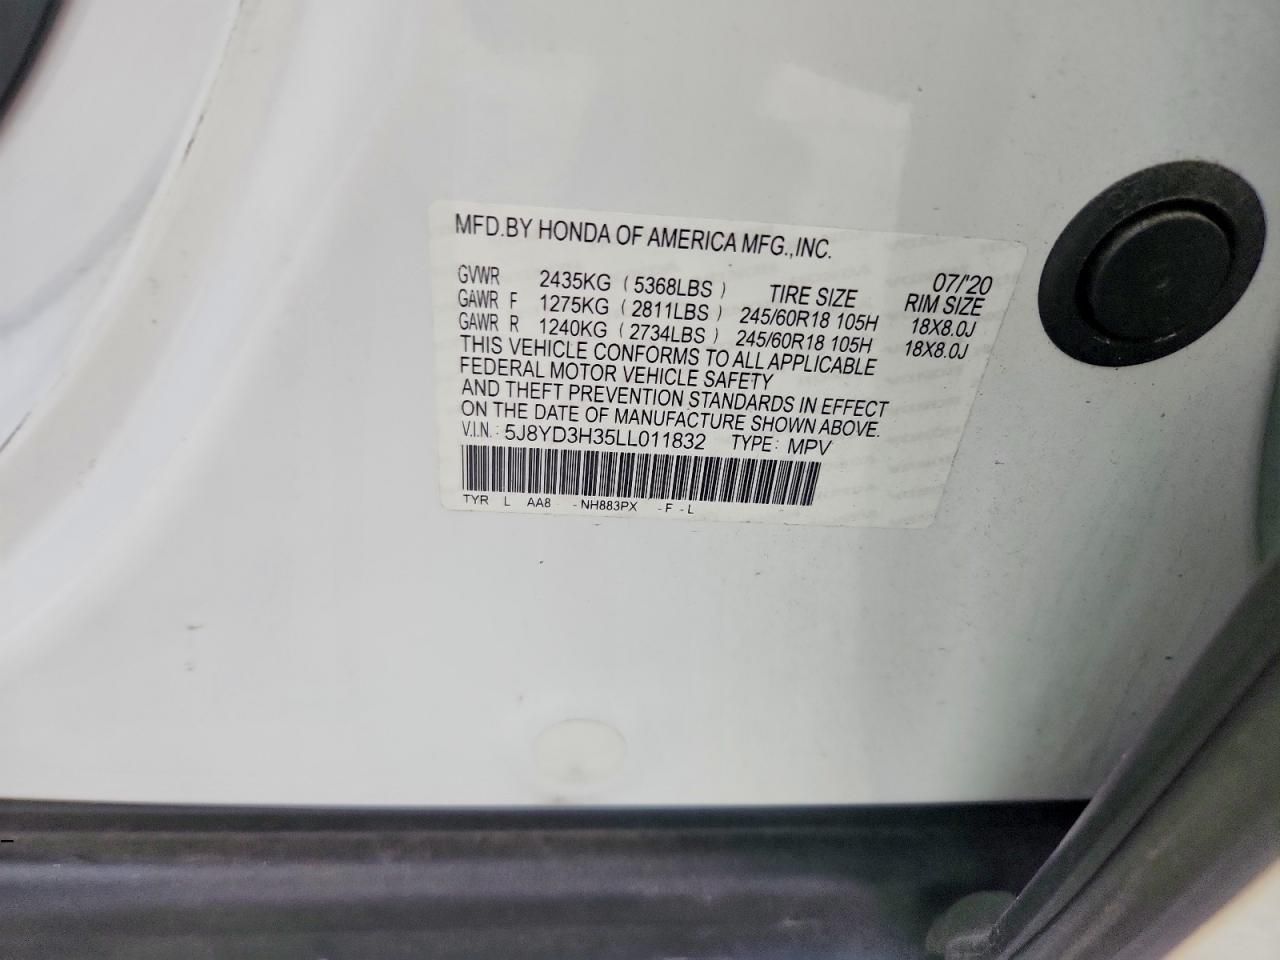 MFD.BY HONDA OF AMERICA MFG.,INC.
07/'20
GVWR 2435KG (5368LBS) TIRE SIZE RIM SIZE
GAWR F 1275KG (2811LBS) 245/60R18 105H 18X8.0J
GAWR R 1240KG (2734LBS) 245/60R18 105H 18X8.0J
THIS VEHICLE CONFORMS TO ALL APPLICABLE
FEDERAL MOTOR VEHICLE SAFETY
AND THEFT PREVENTION STANDARDS IN EFFECT
ON THE DATE OF MANUFACTURE SHOWN ABOVE.
V.I.N.: 5J8YD3H35LL011832 TYPE: MPV
TYR L AA8 - NH883PX -F -L